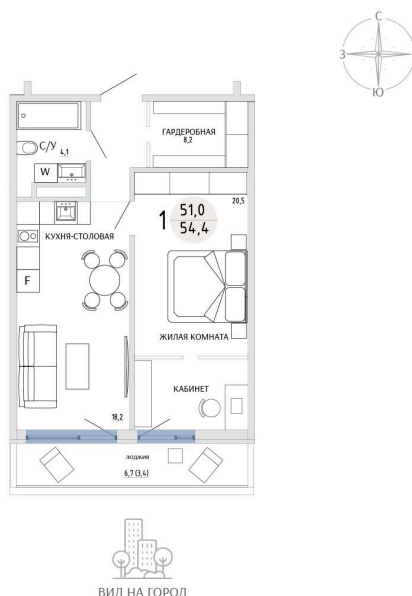 С
З
Ю
ГАРДЕРОБНАЯ
8,2
С/У
4,1
W
20,5
1
51,0
54,4
КУХНЯ-СТОЛОВАЯ
F
ЖИЛАЯ КОМНАТА
КАБИНЕТ
18,2
ЛОДЖИЯ
6,7 (3,4)
ВИД НА ГОРОД